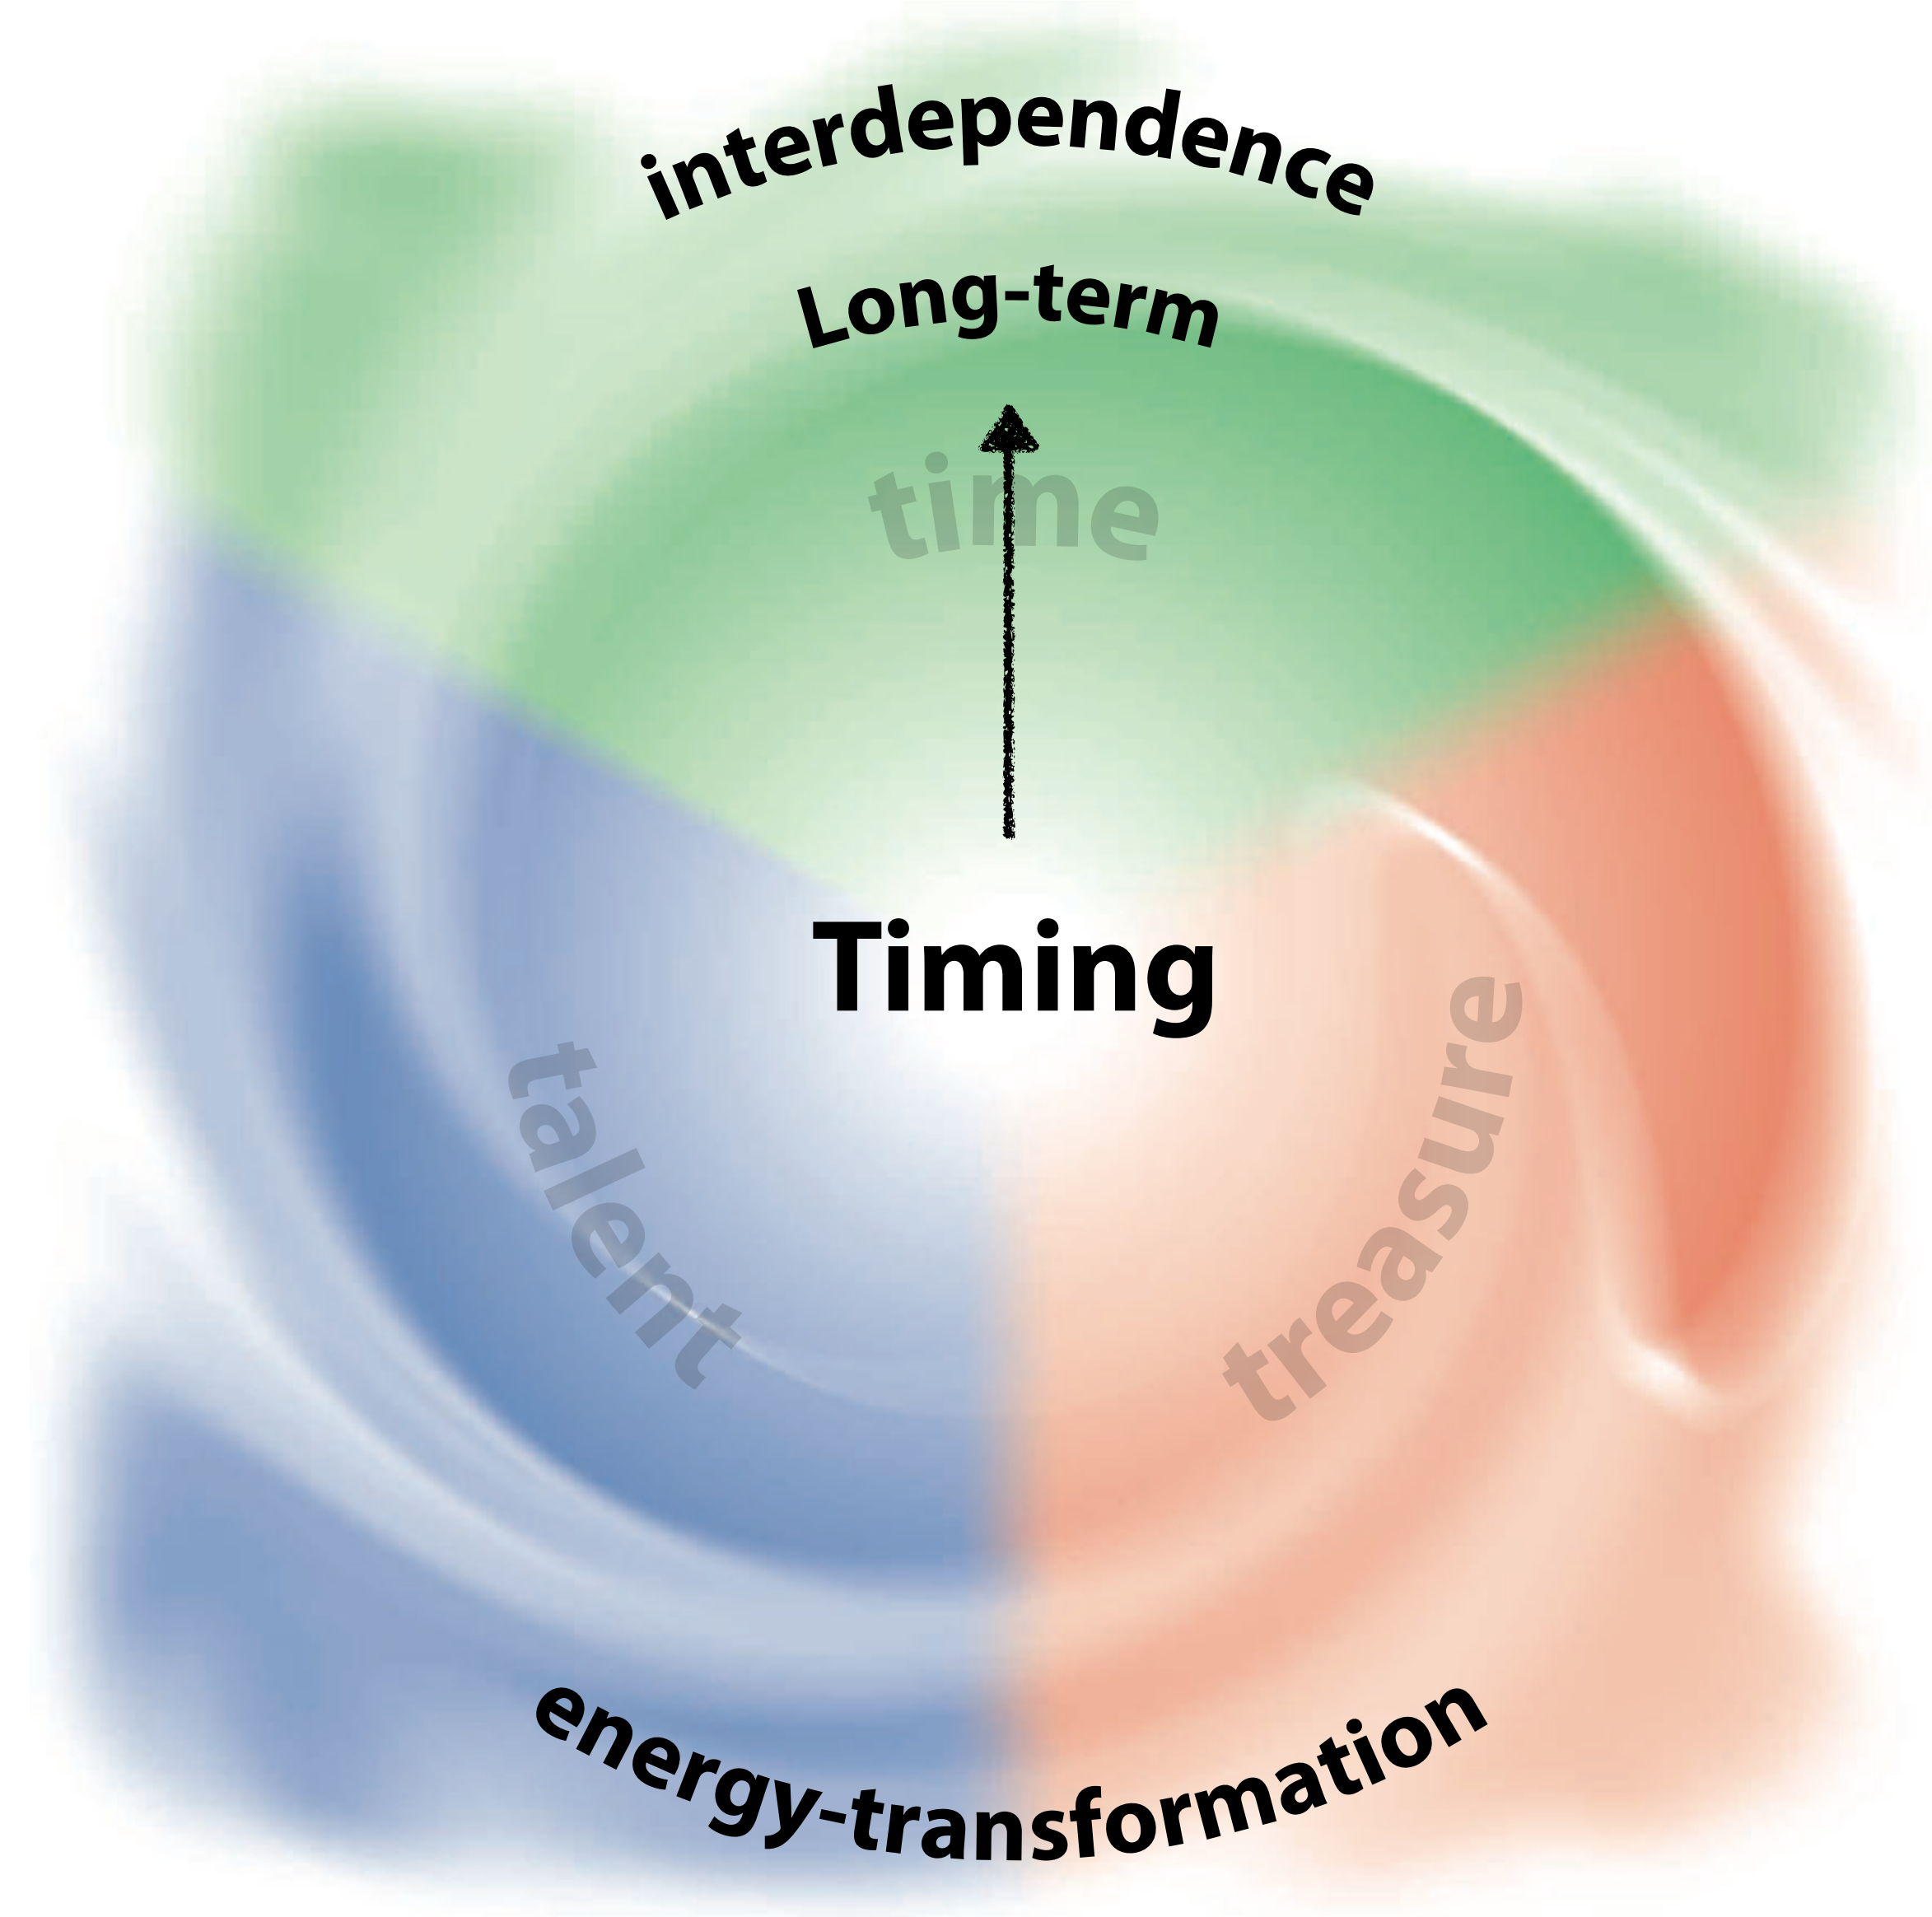 interdependence
Long-term
time
Timing
talent
treasure
energy-transformation